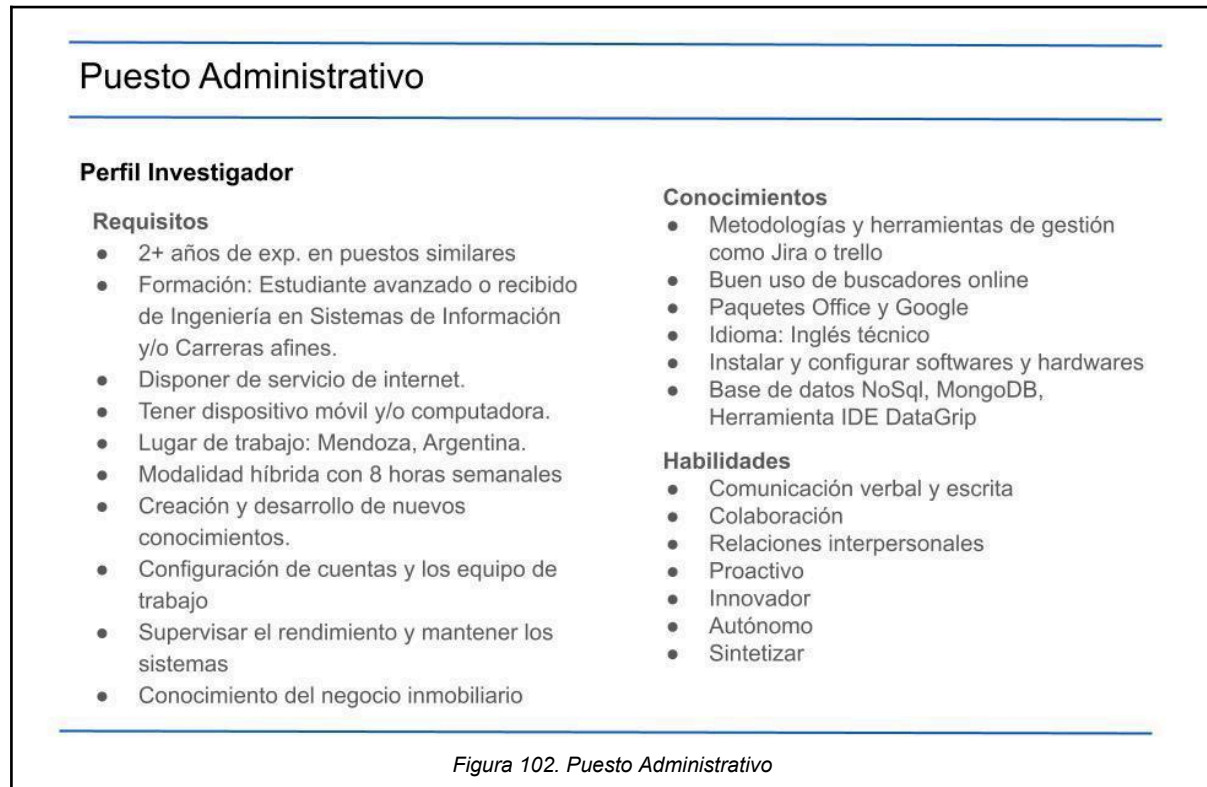 Puesto Administrativo
Perfil Investigador
Requisitos
● 2+ años de exp. en puestos similares
● Formación: Estudiante avanzado o recibido
de Ingeniería en Sistemas de Información
y/o Carreras afines.
● Disponer de servicio de internet.
● Tener dispositivo móvil y/o computadora.
● Lugar de trabajo: Mendoza, Argentina.
● Modalidad híbrida con 8 horas semanales
● Creación y desarrollo de nuevos
conocimientos.
● Configuración de cuentas y los equipo de
trabajo
● Supervisar el rendimiento y mantener los
sistemas
● Conocimiento del negocio inmobiliario
Conocimientos
● Metodologías y herramientas de gestión
como Jira o trello
● Buen uso de buscadores online
● Paquetes Office y Google
● Idioma: Inglés técnico
● Instalar y configurar softwares y hardwares
● Base de datos NoSql, MongoDB,
Herramienta IDE DataGrip
Habilidades
● Comunicación verbal y escrita
● Colaboración
● Relaciones interpersonales
● Proactivo
● Innovador
● Autónomo
● Sintetizar
Figura 102. Puesto Administrativo